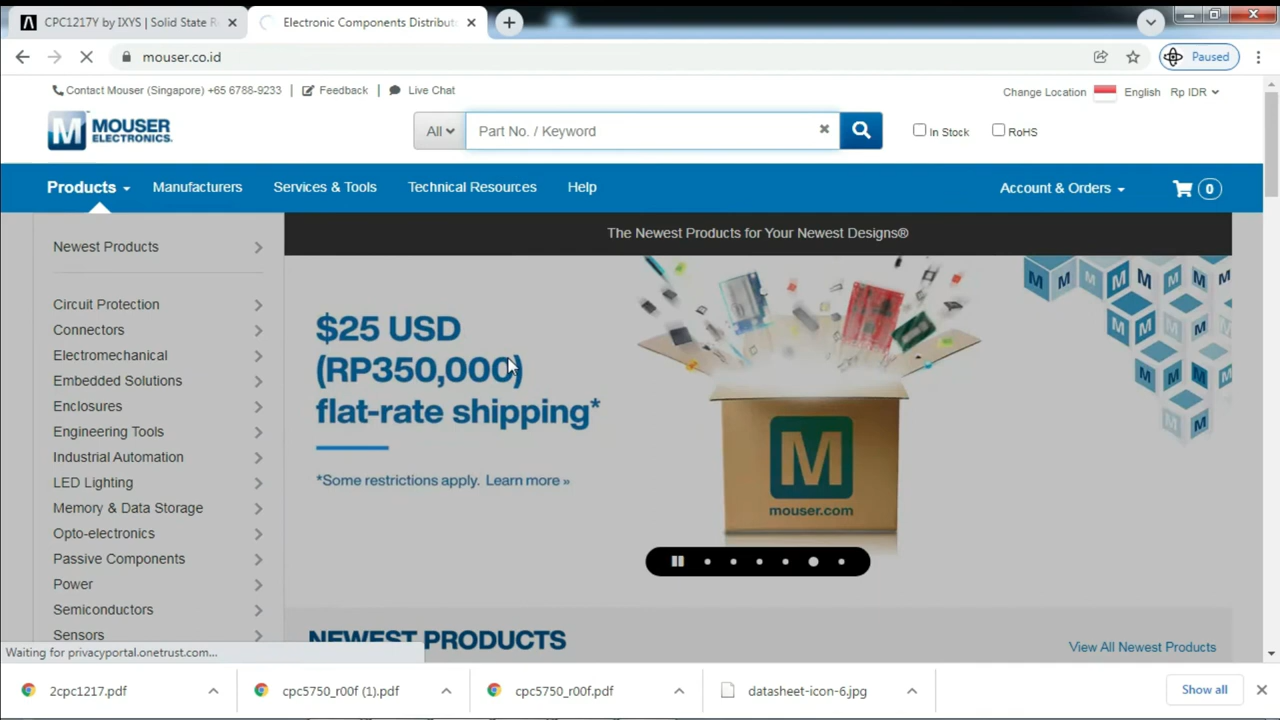 CPC1217Y by IXYS | Solid State R
Electronic Components Distribut
mouser.co.id
Paused
Contact Mouser (Singapore) +65 6788-9233 | Feedback | Live Chat
Change Location English Rp IDR
M MOUSER ELECTRONICS
All Part No. / Keyword
In Stock RoHS
Products Manufacturers Services & Tools Technical Resources Help
Account & Orders 0
Newest Products
Circuit Protection
Connectors
Electromechanical
Embedded Solutions
Enclosures
Engineering Tools
Industrial Automation
LED Lighting
Memory & Data Storage
Opto-electronics
Passive Components
Power
Semiconductors
Sensors
The Newest Products for Your Newest Designs®
$25 USD
(RP350,000)
flat-rate shipping*
*Some restrictions apply. Learn more »
M
mouser.com
NEWEST PRODUCTS
View All Newest Products
Waiting for privacyportal.onetrust.com...
2cpc1217.pdf
cpc5750_r00f (1).pdf
cpc5750_r00f.pdf
datasheet-icon-6.jpg
Show all